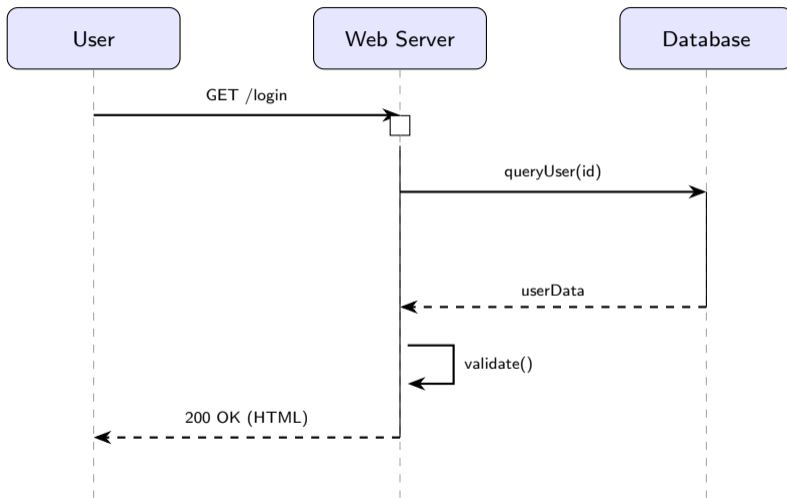 User
Web Server
Database
GET /login
queryUser(id)
userData
validate()
200 OK (HTML)